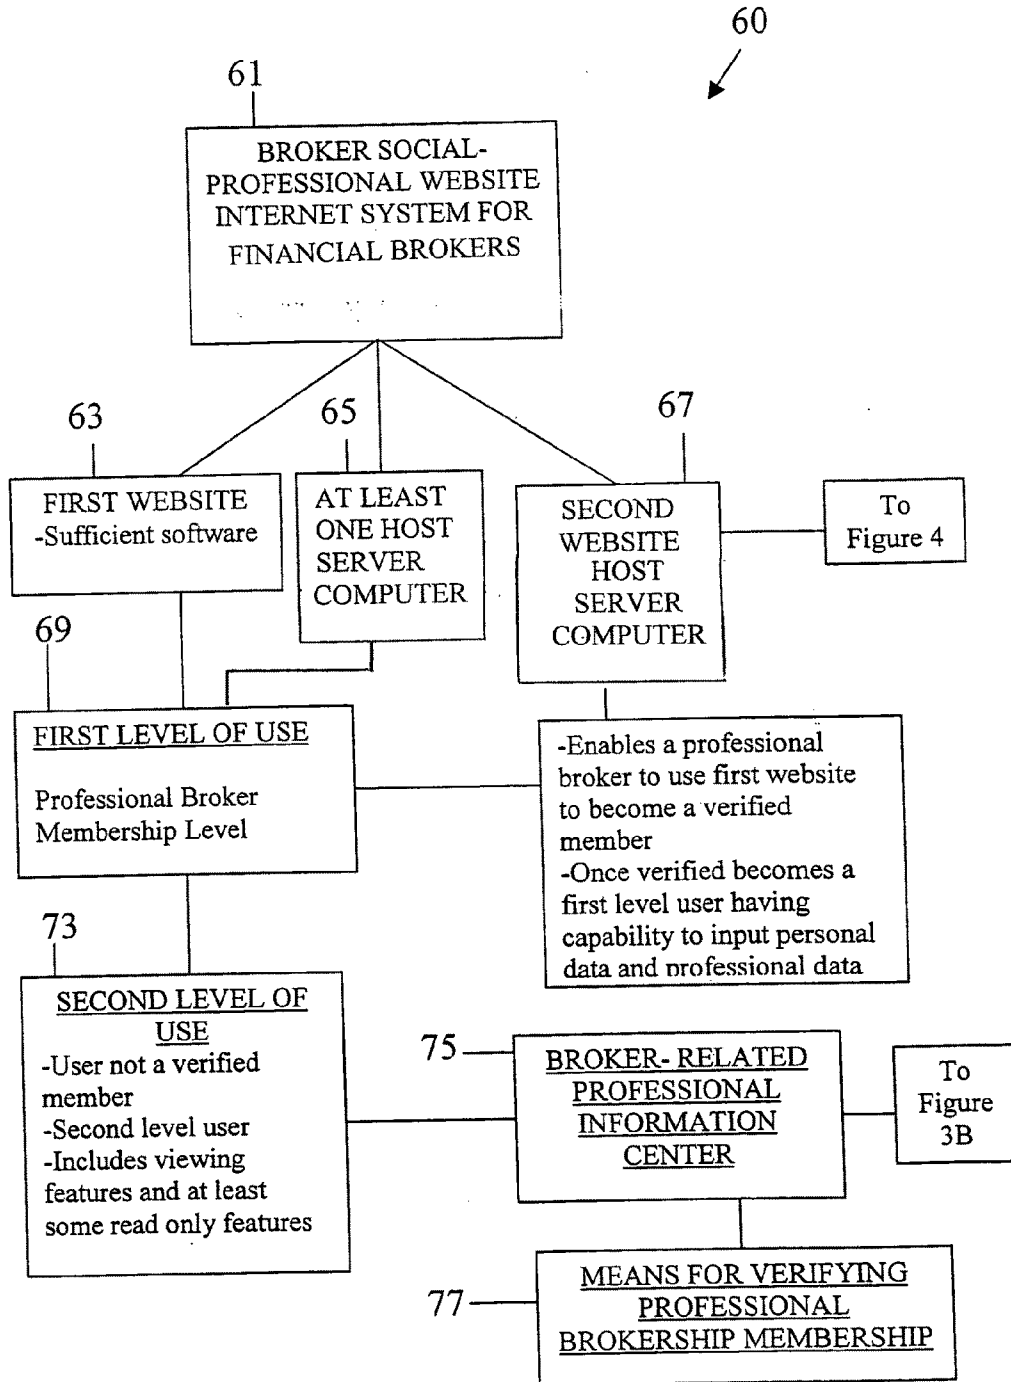 60
61
BROKER SOCIAL-
PROFESSIONAL WEBSITE
INTERNET SYSTEM FOR
FINANCIAL BROKERS
63
FIRST WEBSITE
-Sufficient software
65
AT LEAST
ONE HOST
SERVER
COMPUTER
67
SECOND
WEBSITE
HOST
SERVER
COMPUTER
To
Figure 4
69
FIRST LEVEL OF USE
Professional Broker
Membership Level
-Enables a professional
broker to use first website
to become a verified
member
-Once verified becomes a
first level user having
capability to input personal
data and professional data
73
SECOND LEVEL OF
USE
-User not a verified
member
-Second level user
-Includes viewing
features and at least
some read only features
75
BROKER- RELATED
PROFESSIONAL
INFORMATION
CENTER
To
Figure
3B
77
MEANS FOR VERIFYING
PROFESSIONAL
BROKERSHIP MEMBERSHIP